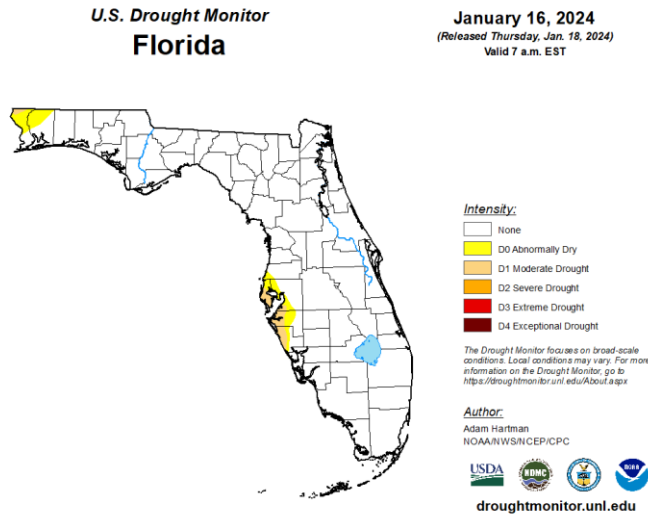 U.S. Drought Monitor
Florida
January 16, 2024
(Released Thursday, Jan. 18, 2024)
Valid 7 a.m. EST
Intensity:
None
D0 Abnormally Dry
D1 Moderate Drought
D2 Severe Drought
D3 Extreme Drought
D4 Exceptional Drought
The Drought Monitor focuses on broad-scale
conditions. Local conditions may vary. For more
information on the Drought Monitor, go to
https://droughtmonitor.unl.edu/About.aspx
Author:
Adam Hartman
NOAA/NWS/NCEP/CPC
USDA
NDMC
NOAA
droughtmonitor.unl.edu